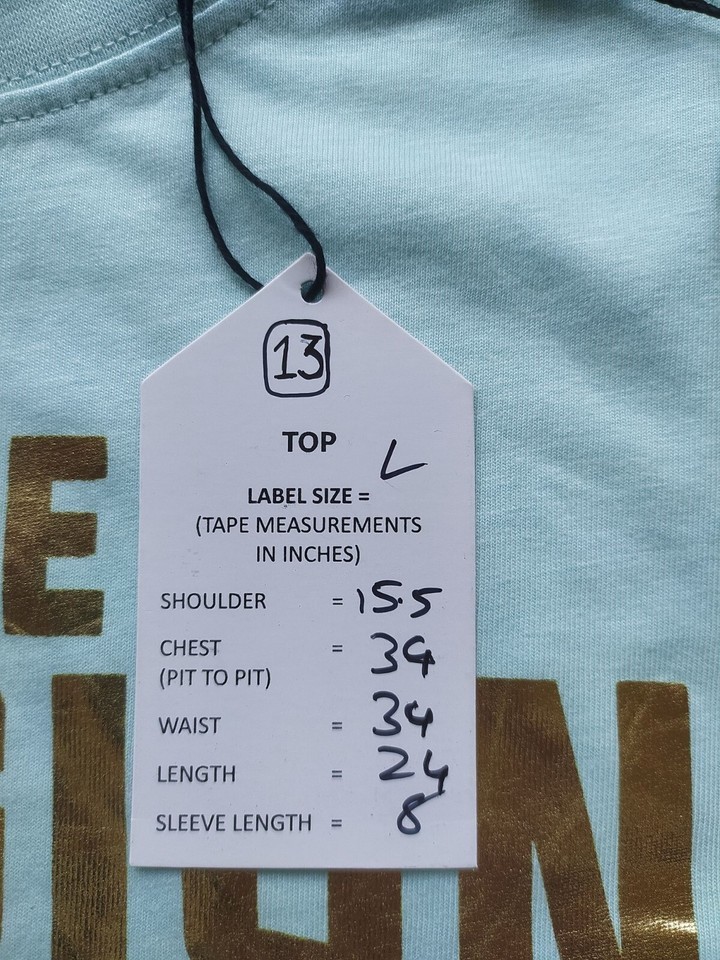 13
TOP
LABEL SIZE = L
(TAPE MEASUREMENTS
IN INCHES)
SHOULDER = 15.5
CHEST = 34
(PIT TO PIT)
WAIST = 34
LENGTH = 24
SLEEVE LENGTH = 8
E